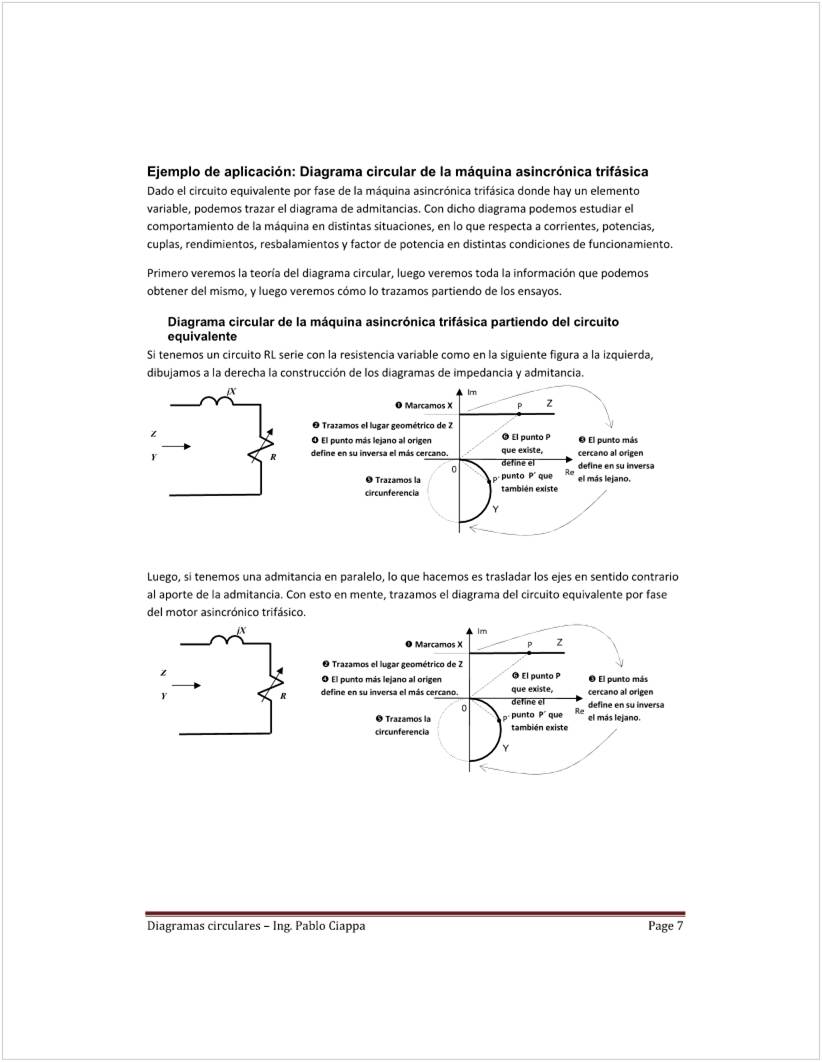 Ejemplo de aplicación: Diagrama circular de la máquina asincrónica trifásica
Dado el circuito equivalente por fase de la máquina asincrónica trifásica donde hay un elemento
variable, podemos trazar el diagrama de admitancias. Con dicho diagrama podemos estudiar el
comportamiento de la máquina en distintas situaciones, en lo que respecta a corrientes, potencias,
cuplas, rendimientos, resbalamientos y factor de potencia en distintas condiciones de funcionamiento.
Primero veremos la teoría del diagrama circular, luego veremos toda la información que podemos
obtener del mismo, y luego veremos cómo lo trazamos partiendo de los ensayos.
Diagrama circular de la máquina asincrónica trifásica partiendo del circuito
equivalente
Si tenemos un circuito RL serie con la resistencia variable como en la siguiente figura a la izquierda,
dibujamos a la derecha la construcción de los diagramas de impedancia y admitancia.
jX
Z
Y
R
Im
❶ Marcamos X
P
Z
❷ Trazamos el lugar geométrico de Z
❹ El punto más lejano al origen
define en su inversa el más cercano.
❻ El punto P
que existe,
define el
punto P´ que
también existe
❸ El punto más
cercano al origen
define en su inversa
el más lejano.
0
Re
❺ Trazamos la
circunferencia
P'
Y
Luego, si tenemos una admitancia en paralelo, lo que hacemos es trasladar los ejes en sentido contrario
al aporte de la admitancia. Con esto en mente, trazamos el diagrama del circuito equivalente por fase
del motor asincrónico trifásico.
jX
Z
Y
R
Im
❶ Marcamos X
P
Z
❷ Trazamos el lugar geométrico de Z
❹ El punto más lejano al origen
define en su inversa el más cercano.
❻ El punto P
que existe,
define el
punto P´ que
también existe
❸ El punto más
cercano al origen
define en su inversa
el más lejano.
0
Re
❺ Trazamos la
circunferencia
P'
Y
Diagramas circulares – Ing. Pablo Ciappa Page 7